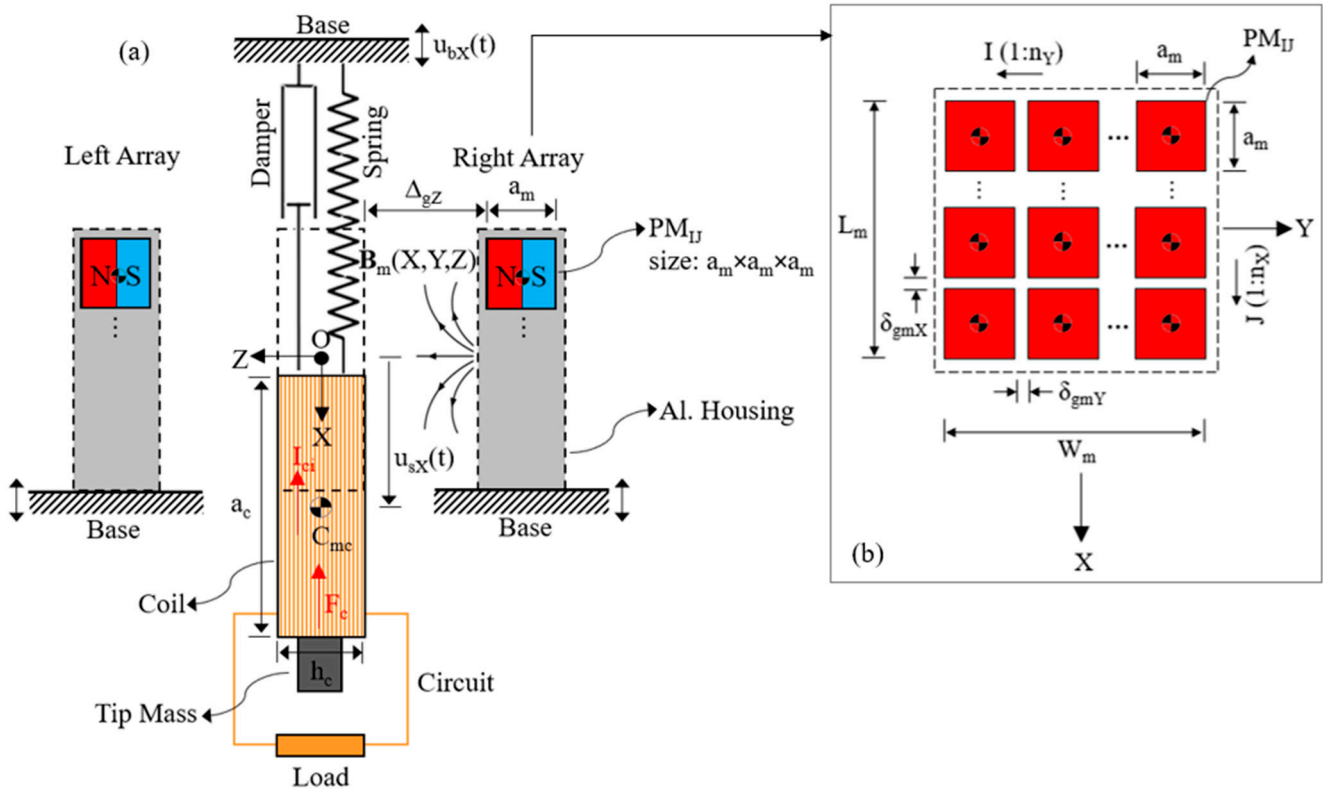 (a)
Base
u_bX(t)
Damper
Spring
Left Array
Right Array
Δ_gZ
a_m
B_m(X,Y,Z)
PM_IJ
size: a_m×a_m×a_m
N S
⋮
N S
⋮
O
Z
X
I_ci
u_sX(t)
Al. Housing
a_c
C_mc
Base
Base
Coil
F_c
h_c
Tip Mass
Circuit
Load
I (1:n_Y)
a_m
PM_IJ
a_m
...
⋮ ⋮ ⋮
L_m
...
Y
J (1:n_X)
δ_gmX
...
δ_gmY
W_m
(b)
X